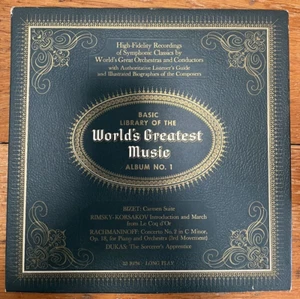 High-Fidelity Recordings
of Symphonic Classics by
World's Great Orchestras and Conductors
with Authoritative Listener's Guide
and Illustrated Biographies of the Composers
BASIC
LIBRARY OF THE
World's Greatest
Music
ALBUM NO. 1
BIZET: Carmen Suite
RIMSKY-KORSAKOV: Introduction and March
from Le Coq d'Or
RACHMANINOFF: Concerto No. 2 in C Minor,
Op. 18, for Piano and Orchestra (3rd Movement)
DUKAS: The Sorcerer's Apprentice
LONG PLAY